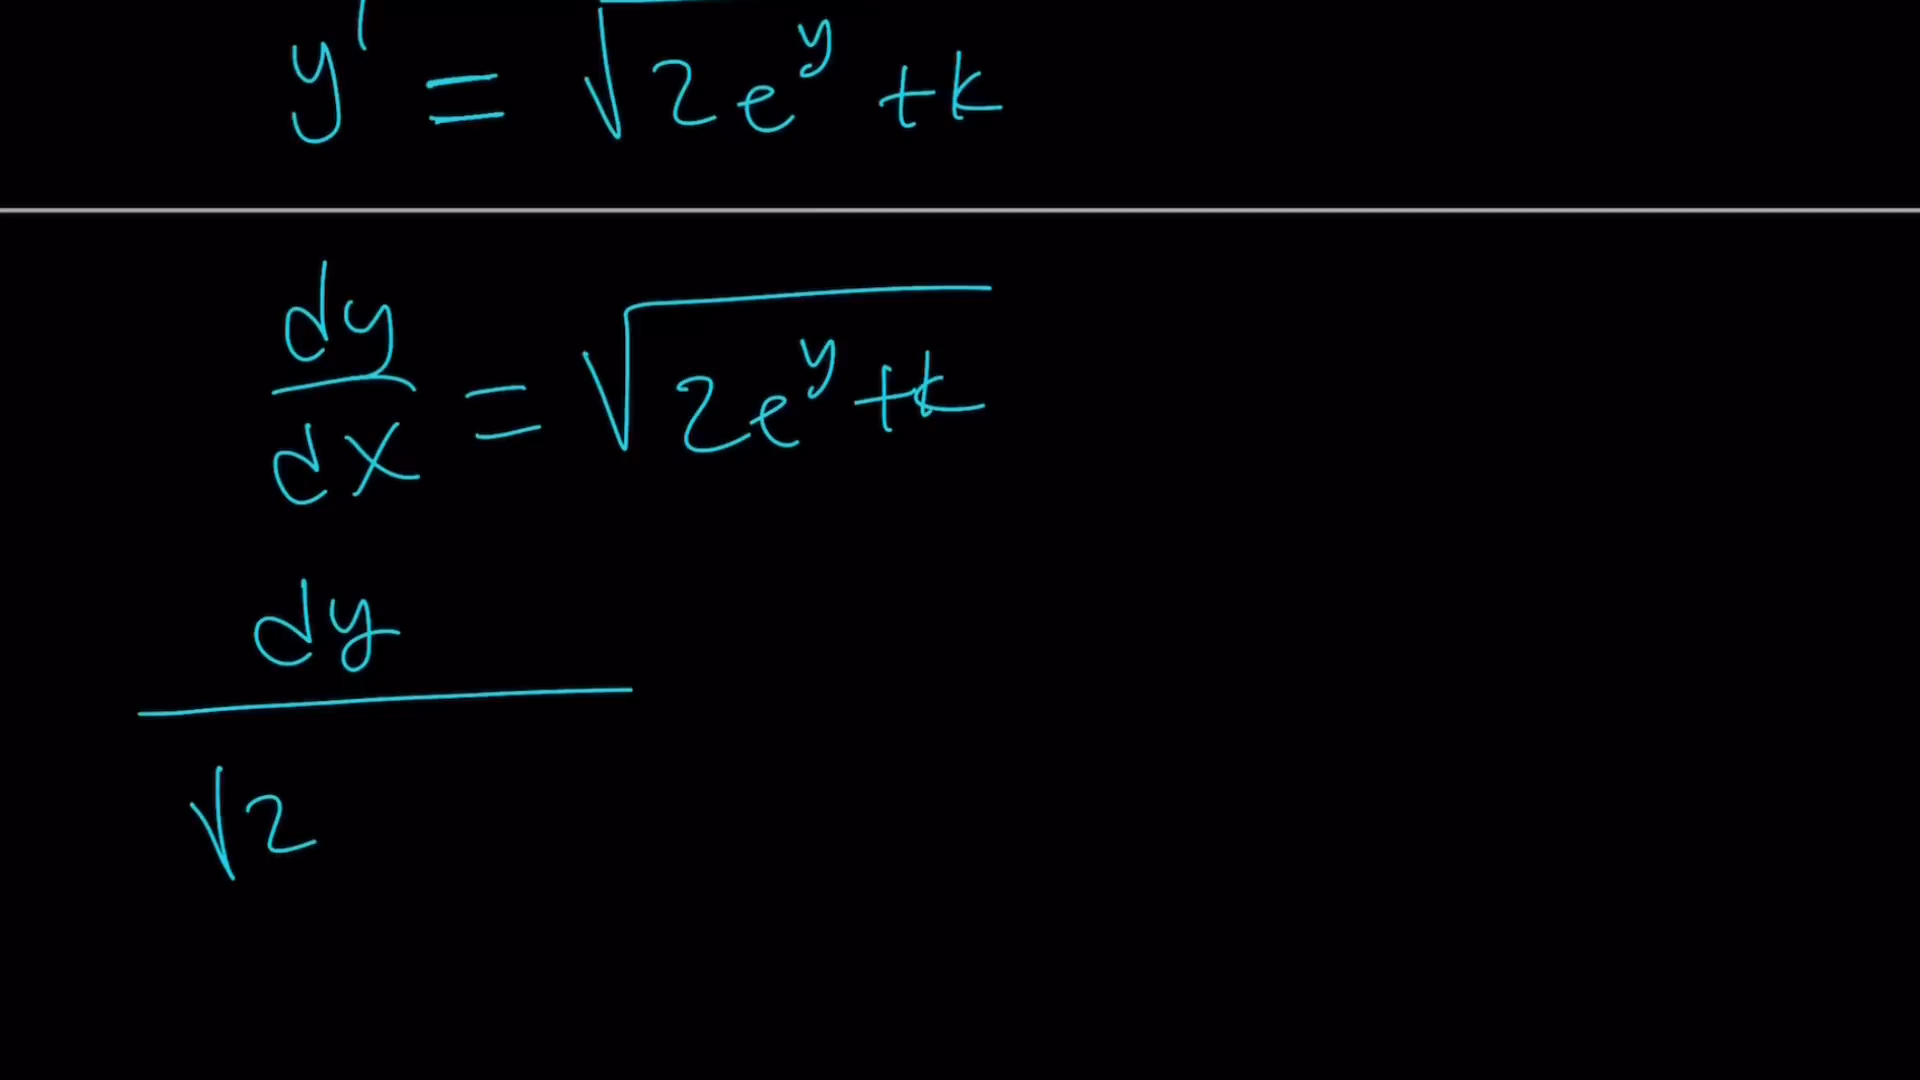 y' = √2e^y + k
dy/dx = √2e^y + k
dy
√2